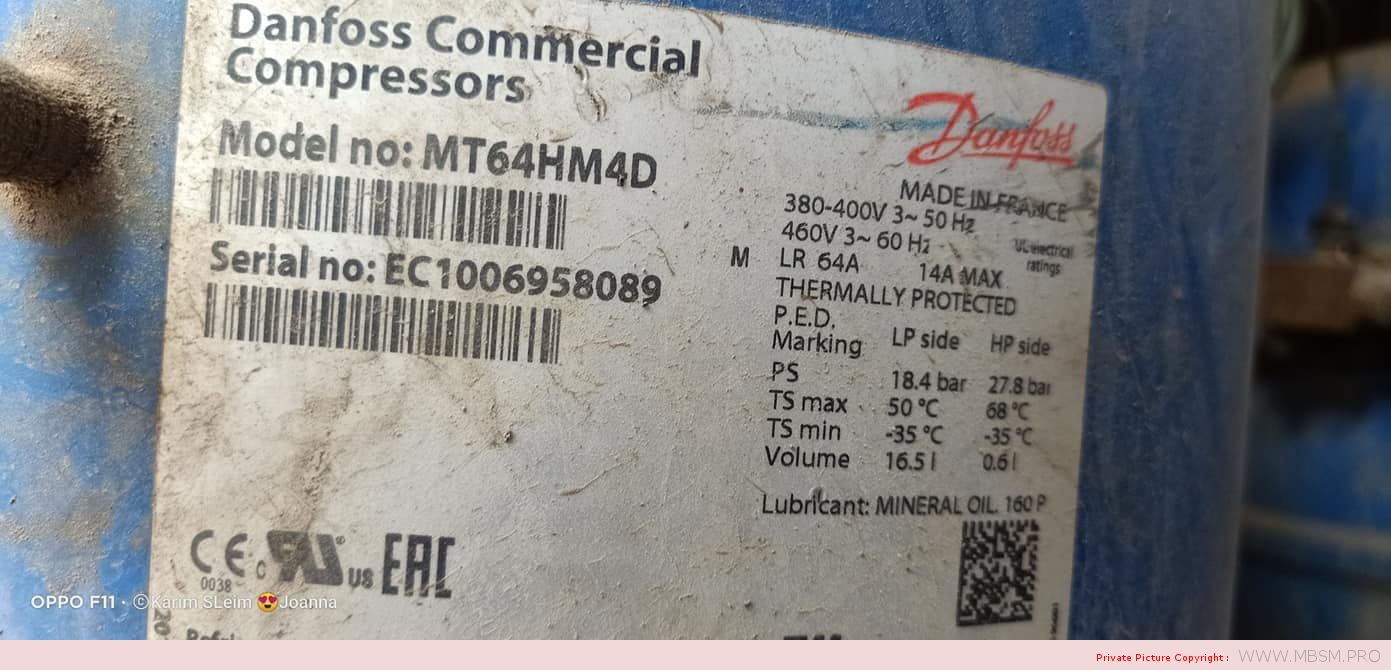 Danfoss Commercial
Compressors
Danfoss
Model no: MT64HM4D
Serial no: EC1006958089
MADE IN FRANCE
380-400V 3~ 50 Hz
460V 3~ 60 Hz
UL electrical
ratings
M LR 64A 14A MAX
THERMALLY PROTECTED
P.E.D.
Marking LP side HP side
PS 18.4 bar 27.8 bar
TS max 50 °C 68 °C
TS min -35 °C -35 °C
Volume 16.5 l 0.6 l
Lubricant: MINERAL OIL. 160 P
CE
0038
c US
EAC
OPPO F11 · ©Karim SLeim 😍Joanna
Private Picture Copyright : WWW.MBSM.PRO